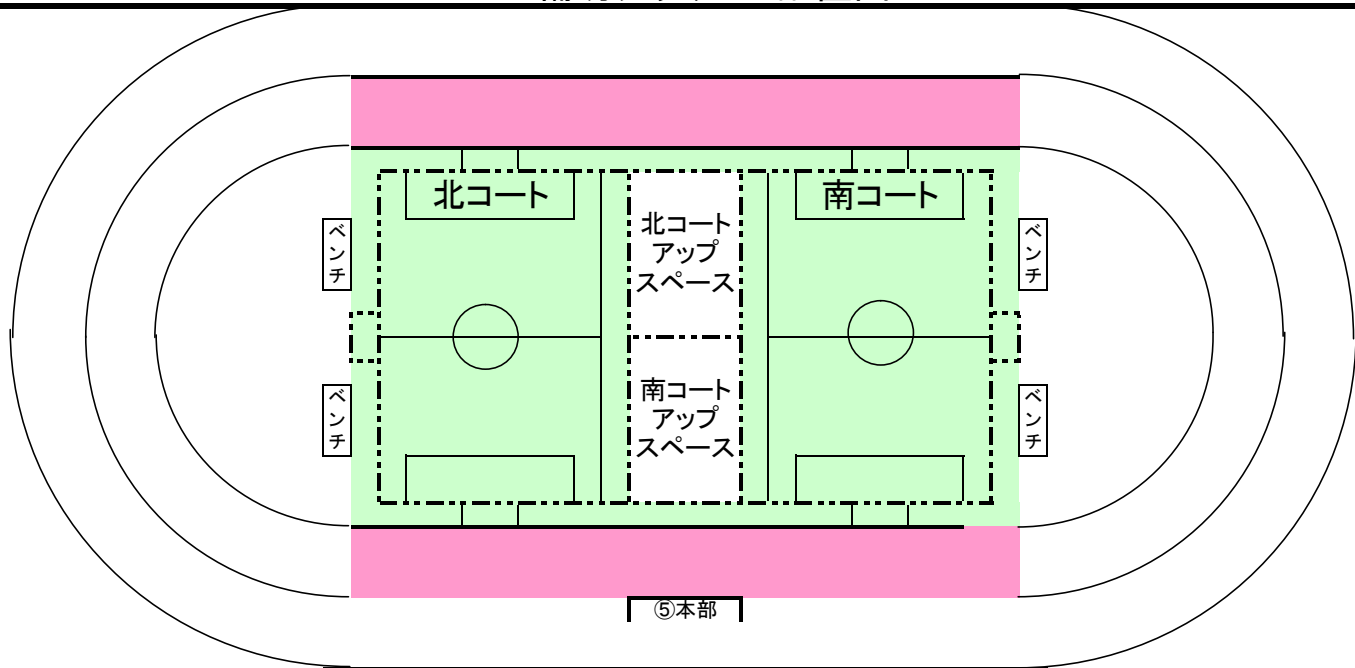 北コート
南コート
北コート
アップ
スペース
ベンチ
ベンチ
南コート
アップ
スペース
ベンチ
ベンチ
⑤本部